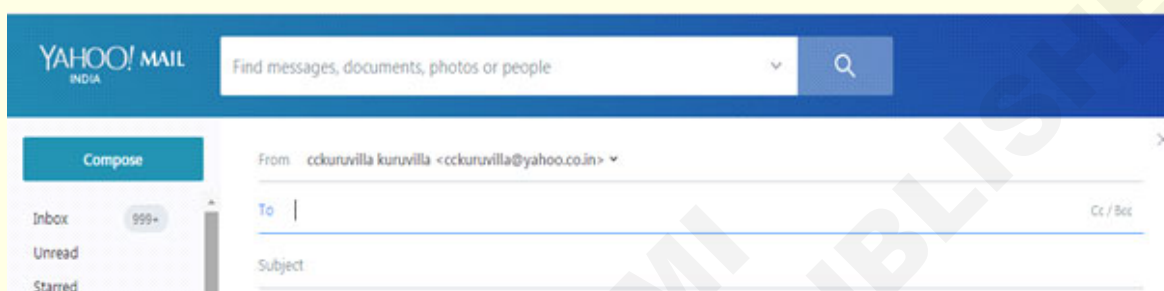 YAHOO! MAIL
INDIA
Find messages, documents, photos or people
Compose
From cckuruvilla kuruvilla <cckuruvilla@yahoo.co.in>
Inbox 999+
To Cc / Bcc
Unread
Subject
Starred